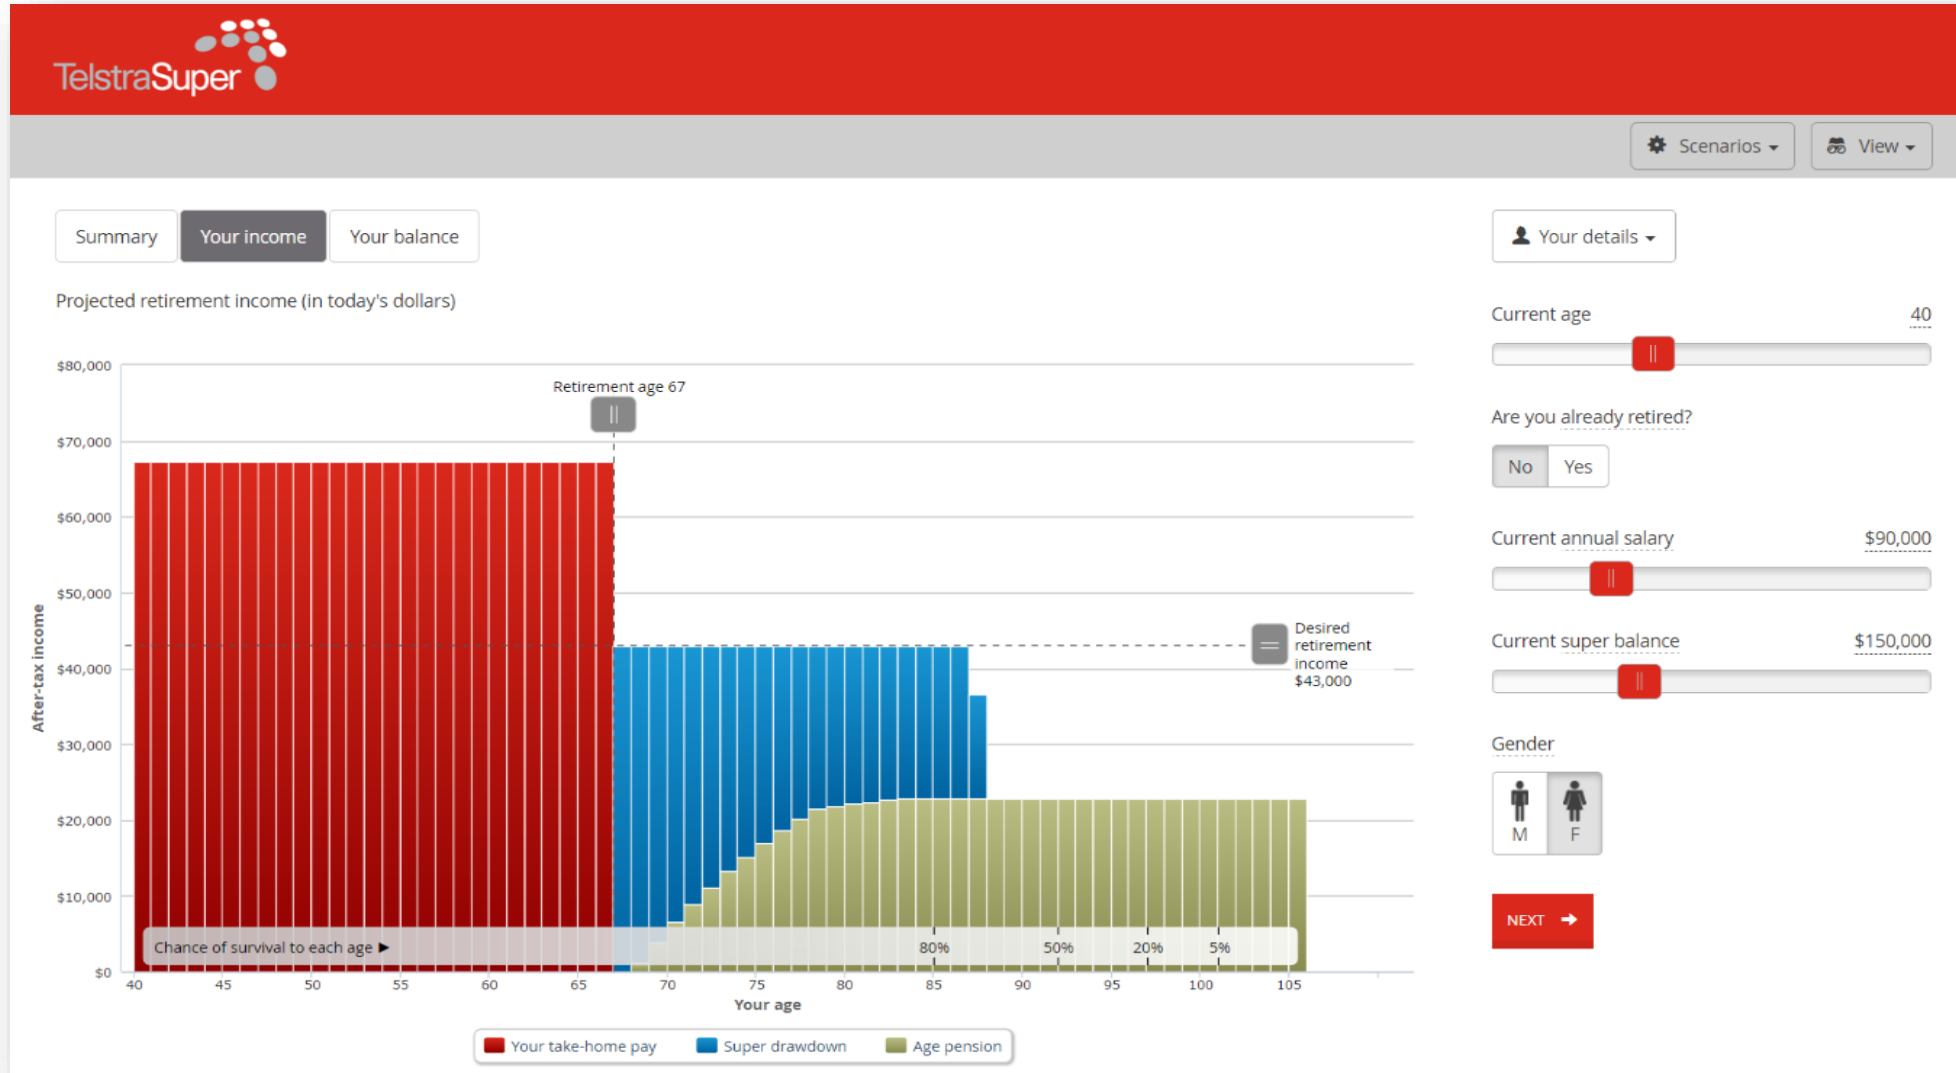 TelstraSuper
Scenarios
View
Summary
Your income
Your balance
Your details
Projected retirement income (in today's dollars)
Current age
40
Are you already retired?
No
Yes
Current annual salary
$90,000
Current super balance
$150,000
Gender
M
F
NEXT
After-tax income
$80,000
$70,000
$60,000
$50,000
$40,000
$30,000
$20,000
$10,000
$0
Retirement age 67
Desired
retirement
income
$43,000
Chance of survival to each age ►
80%
50%
20%
5%
40
45
50
55
60
65
70
75
80
85
90
95
100
105
Your age
Your take-home pay
Super drawdown
Age pension